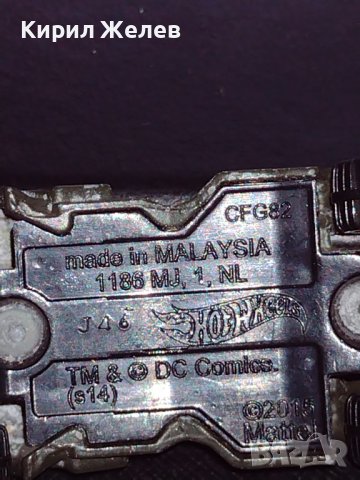 Кирил Желев
CFG82
made in MALAYSIA
1186 MJ, 1, NL
J46 HOT WHEELS
TM & © DC Comics.
(s14)
©2015
Mattel
BAZAR